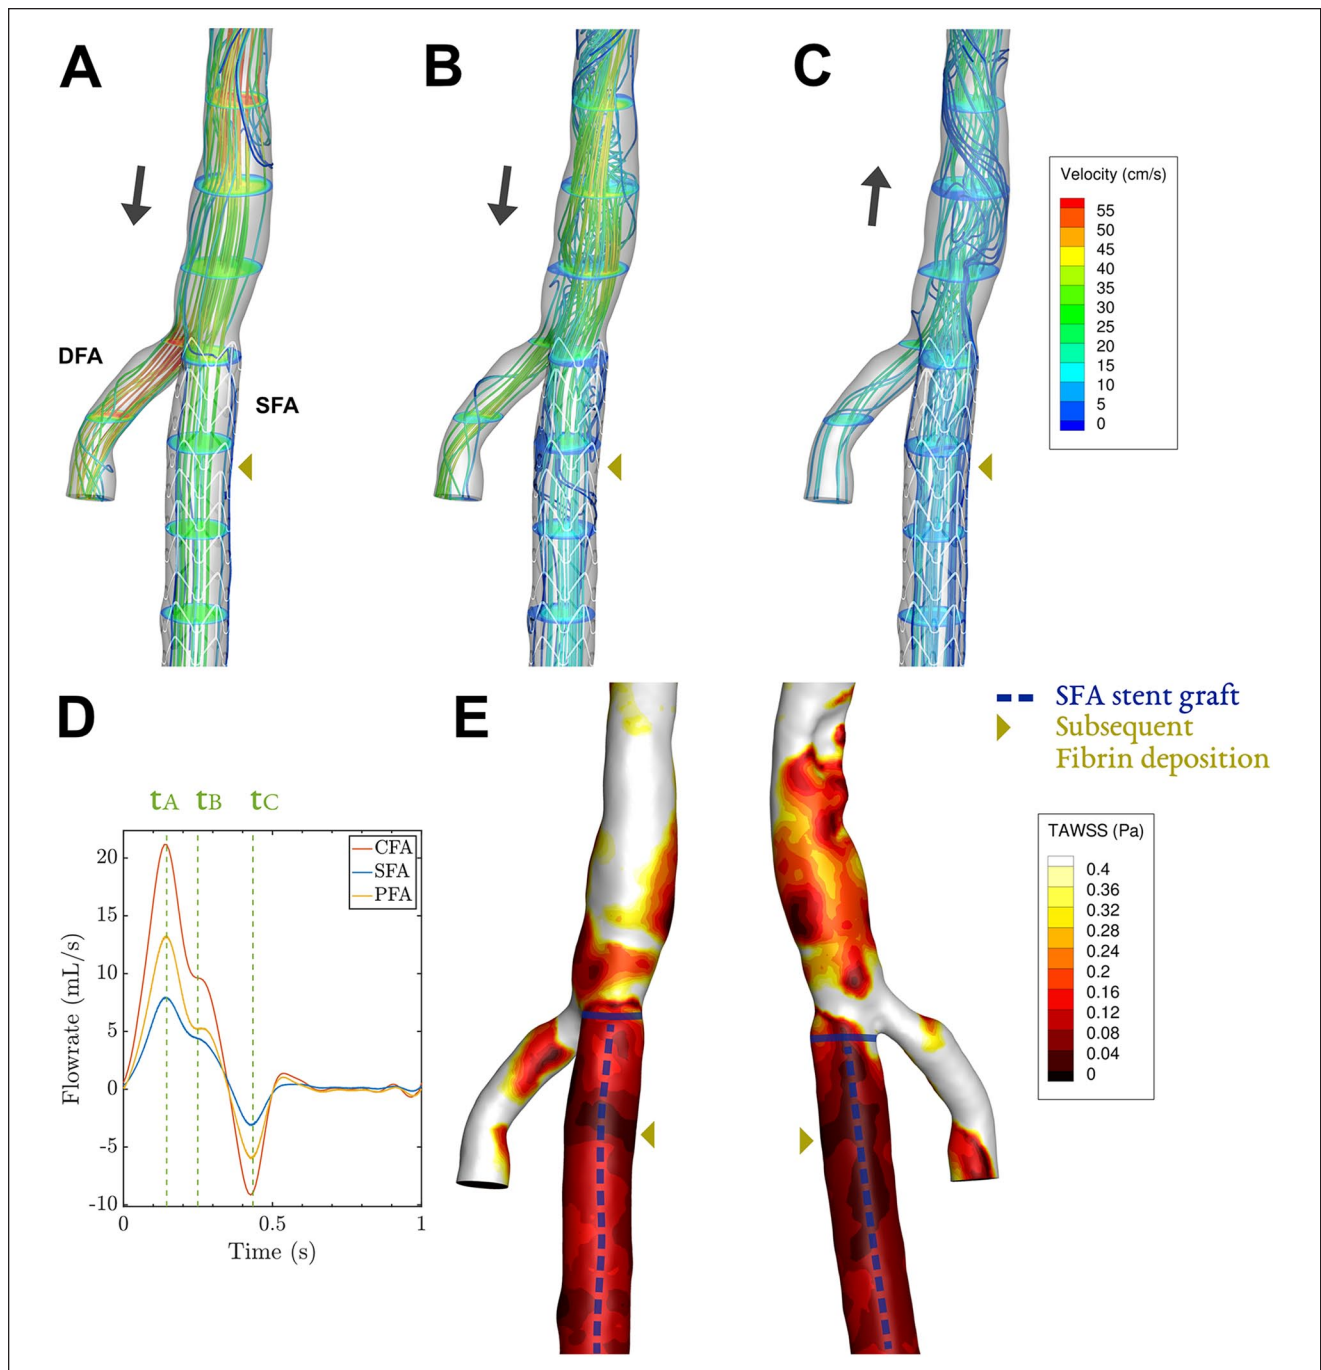 A
B
C
Velocity (cm/s)
55
50
45
40
35
30
25
20
15
10
5
0
DFA
SFA
D
E
SFA stent graft
Subsequent
Fibrin deposition
tA tB tC
CFA
SFA
PFA
20
15
10
5
0
-5
-10
Flowrate (mL/s)
0 0.5 1
Time (s)
TAWSS (Pa)
0.4
0.36
0.32
0.28
0.24
0.2
0.16
0.12
0.08
0.04
0